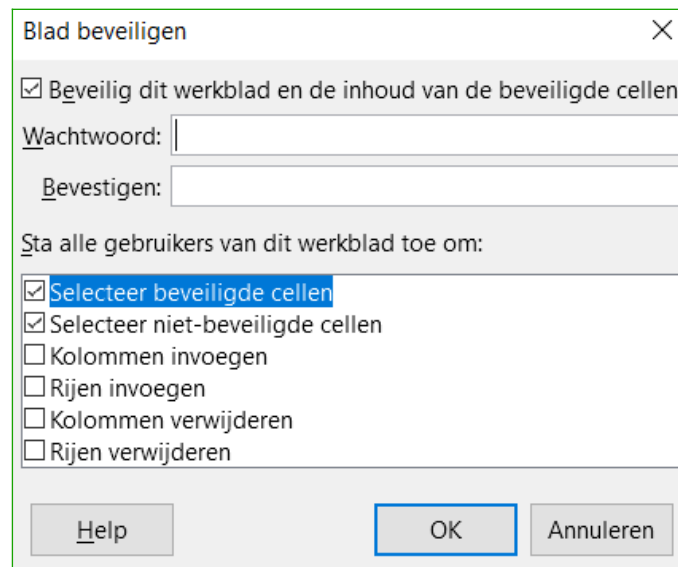 Blad beveiligen
Beveilig dit werkblad en de inhoud van de beveiligde cellen
Wachtwoord:
Bevestigen:
Sta alle gebruikers van dit werkblad toe om:
Selecteer beveiligde cellen
Selecteer niet-beveiligde cellen
Kolommen invoegen
Rijen invoegen
Kolommen verwijderen
Rijen verwijderen
Help OK Annuleren